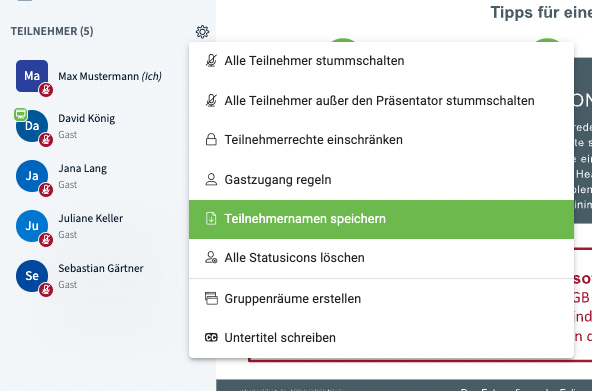 Tipps für eine
TEILNEHMER (5)
Ma
Max Mustermann (Ich)
Da
David König
Gast
Ja
Jana Lang
Gast
Ju
Juliane Keller
Gast
Se
Sebastian Gärtner
Gast
Alle Teilnehmer stummschalten
Alle Teilnehmer außer den Präsentator stummschalten
Teilnehmerrechte einschränken
Gastzugang regeln
Teilnehmernamen speichern
Alle Statusicons löschen
Gruppenräume erstellen
CC
Untertitel schreiben